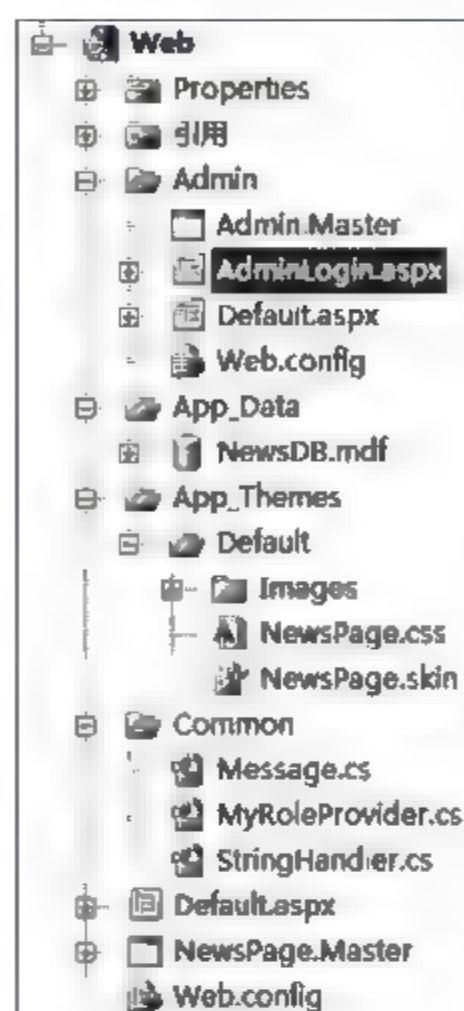 Web
Properties
引用
Admin
Admin.Master
AdminLogin.aspx
Default.aspx
Web.config
App_Data
NewsDB.mdf
App_Themes
Default
Images
NewsPage.css
NewsPage.skin
Common
Message.cs
MyRoleProvider.cs
StringHandler.cs
Default.aspx
NewsPage.Master
Web.config